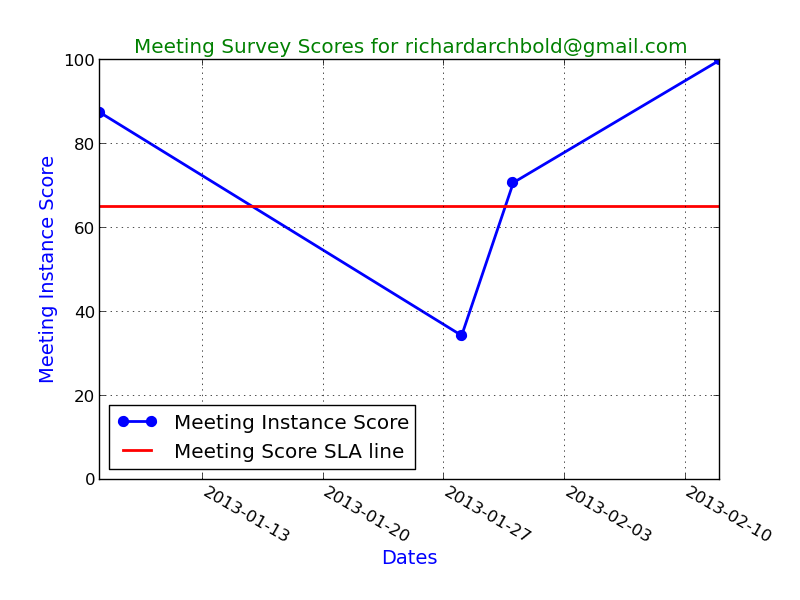 Meeting Survey Scores for richardarchbold@gmail.com
100
80
60
40
20
0
Meeting Instance Score
Meeting Instance Score
Meeting Score SLA line
2013-01-13
2013-01-20
2013-01-27
2013-02-03
2013-02-10
Dates